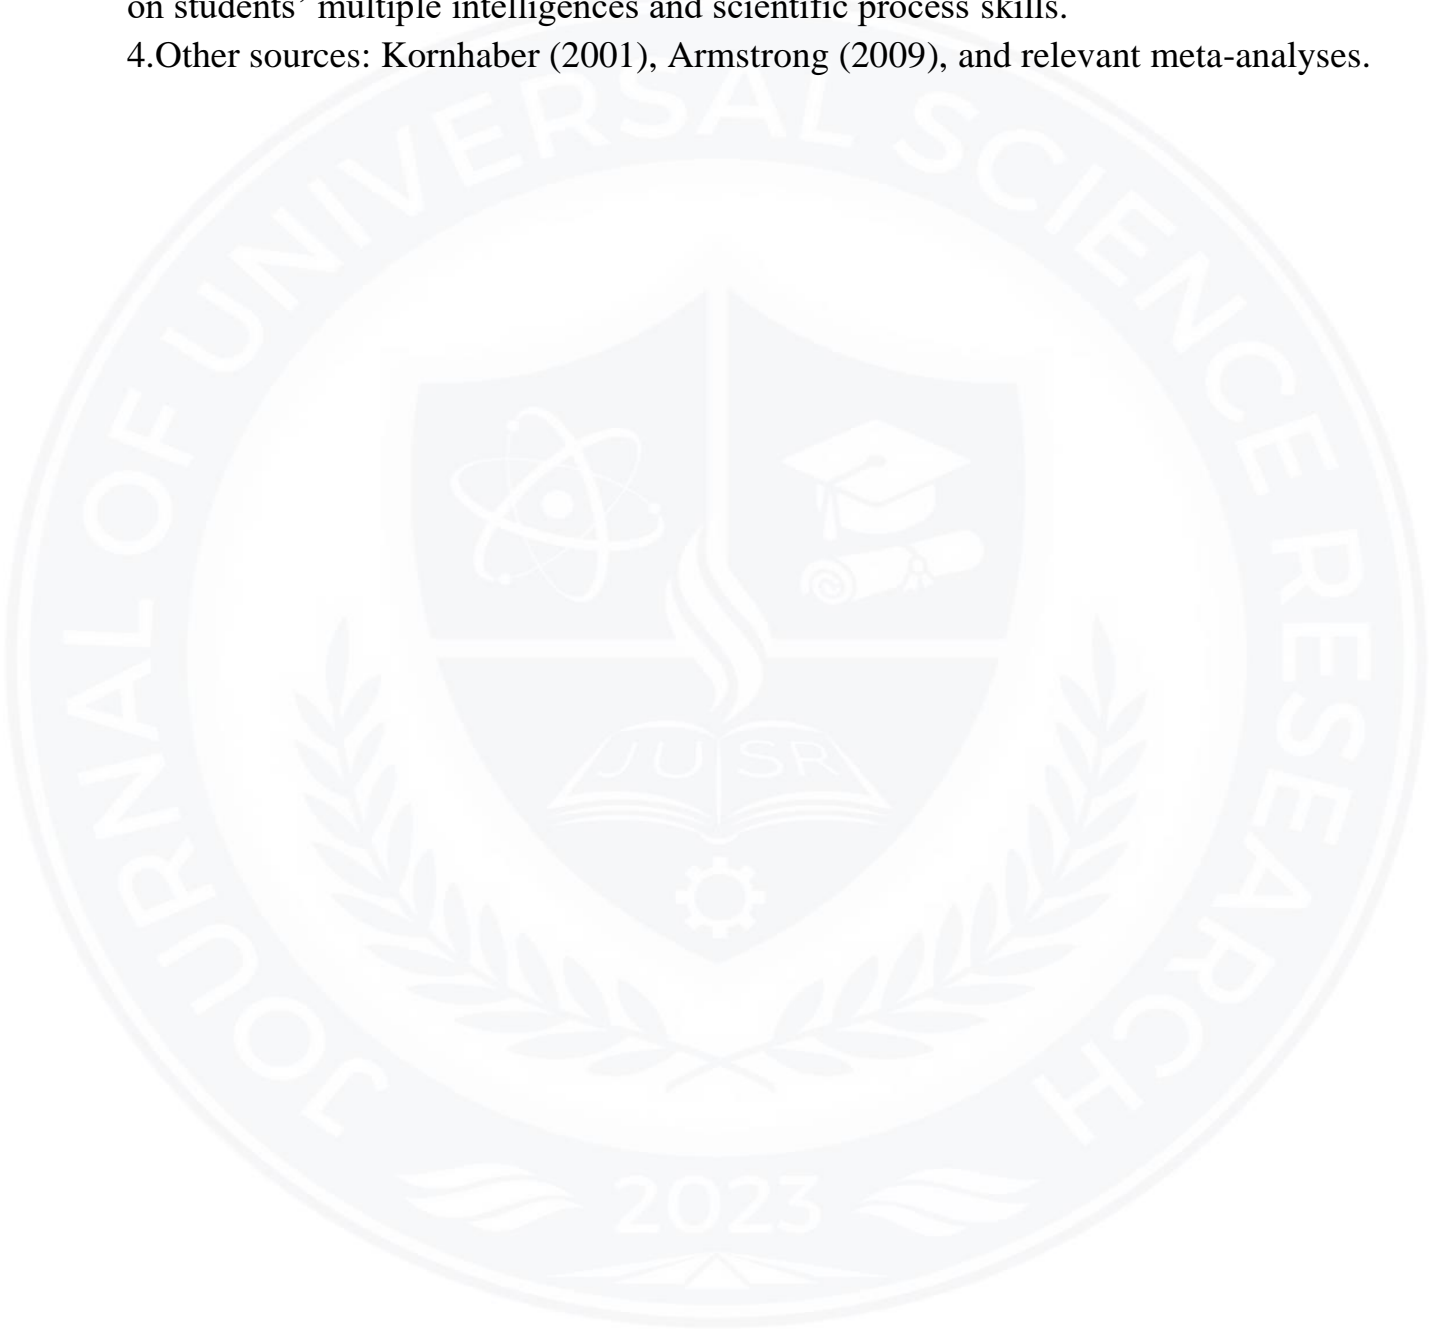 on students’ multiple intelligences and scientific process skills.
4.Other sources: Kornhaber (2001), Armstrong (2009), and relevant meta-analyses.
JOURNAL OF UNIVERSAL SCIENCE RESEARCH
JUSR
2023